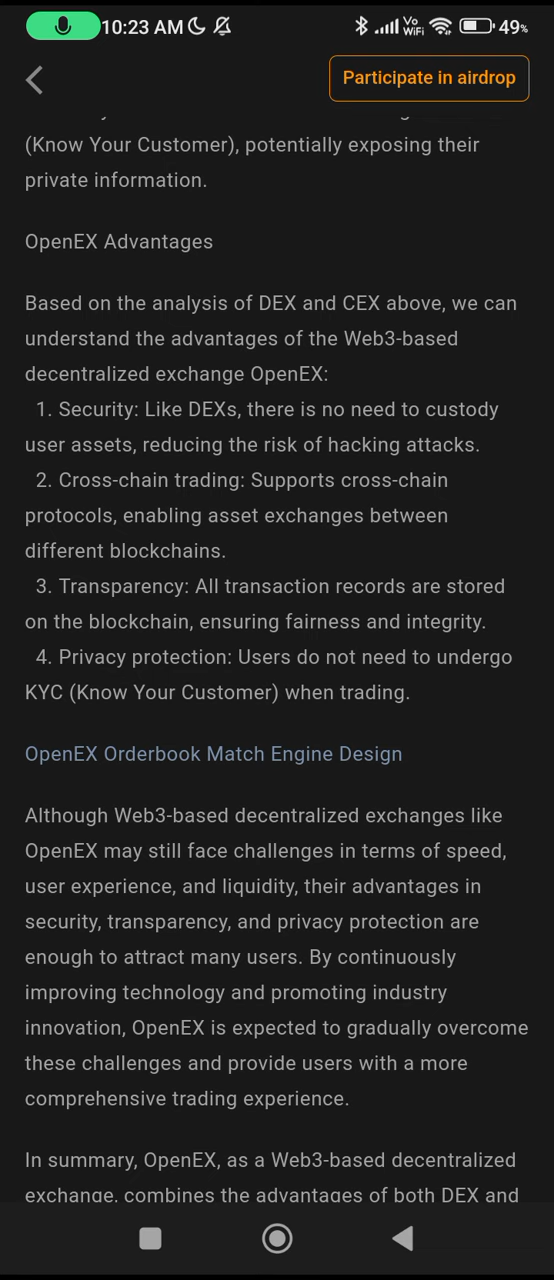 10:23 AM
Vo
WiFi
49%
Participate in airdrop
(Know Your Customer), potentially exposing their
private information.
OpenEX Advantages
Based on the analysis of DEX and CEX above, we can
understand the advantages of the Web3-based
decentralized exchange OpenEX:
1. Security: Like DEXs, there is no need to custody
user assets, reducing the risk of hacking attacks.
2. Cross-chain trading: Supports cross-chain
protocols, enabling asset exchanges between
different blockchains.
3. Transparency: All transaction records are stored
on the blockchain, ensuring fairness and integrity.
4. Privacy protection: Users do not need to undergo
KYC (Know Your Customer) when trading.
OpenEX Orderbook Match Engine Design
Although Web3-based decentralized exchanges like
OpenEX may still face challenges in terms of speed,
user experience, and liquidity, their advantages in
security, transparency, and privacy protection are
enough to attract many users. By continuously
improving technology and promoting industry
innovation, OpenEX is expected to gradually overcome
these challenges and provide users with a more
comprehensive trading experience.
In summary, OpenEX, as a Web3-based decentralized
exchange, combines the advantages of both DEX and